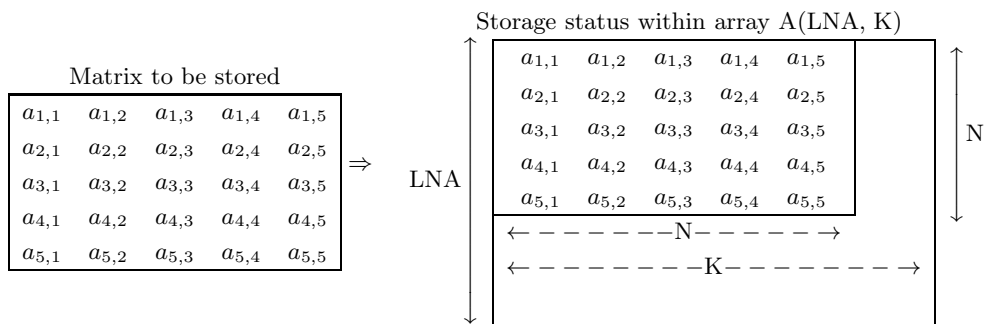 Storage status within array A(LNA, K)
Matrix to be stored
a1,1 a1,2 a1,3 a1,4 a1,5
a2,1 a2,2 a2,3 a2,4 a2,5
a3,1 a3,2 a3,3 a3,4 a3,5
a4,1 a4,2 a4,3 a4,4 a4,5
a5,1 a5,2 a5,3 a5,4 a5,5
⇒
LNA
a1,1 a1,2 a1,3 a1,4 a1,5
a2,1 a2,2 a2,3 a2,4 a2,5
a3,1 a3,2 a3,3 a3,4 a3,5
a4,1 a4,2 a4,3 a4,4 a4,5
a5,1 a5,2 a5,3 a5,4 a5,5
N
N
K